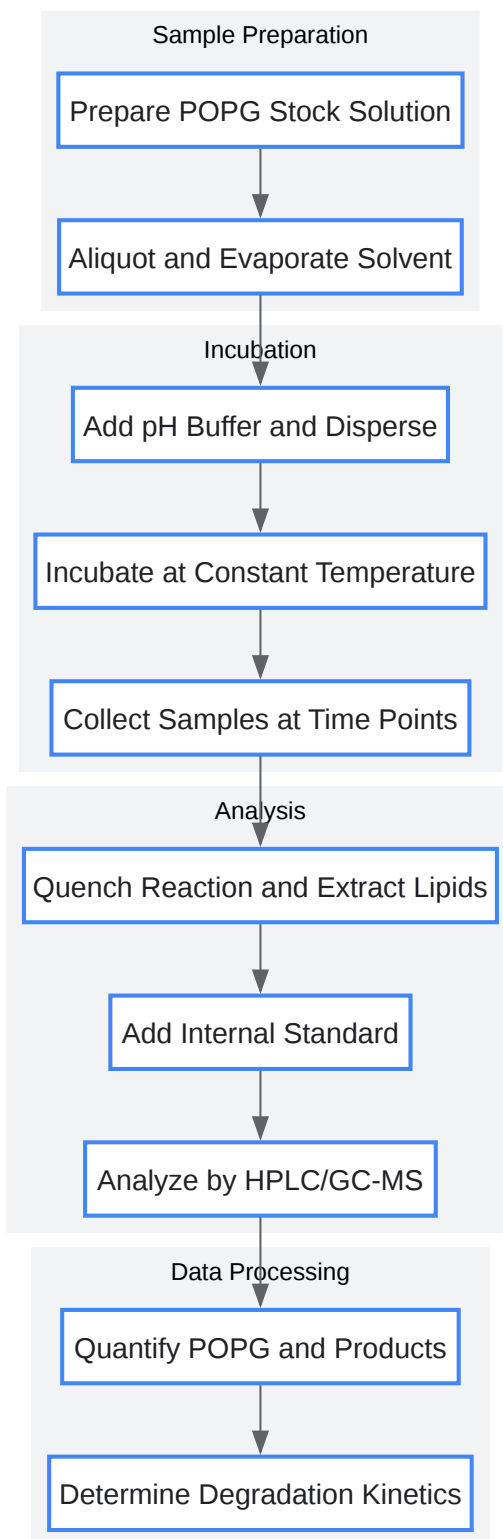 Sample Preparation
Prepare POPG Stock Solution
Aliquot and Evaporate Solvent
Incubation
Add pH Buffer and Disperse
Incubate at Constant Temperature
Collect Samples at Time Points
Analysis
Quench Reaction and Extract Lipids
Add Internal Standard
Analyze by HPLC/GC-MS
Data Processing
Quantify POPG and Products
Determine Degradation Kinetics